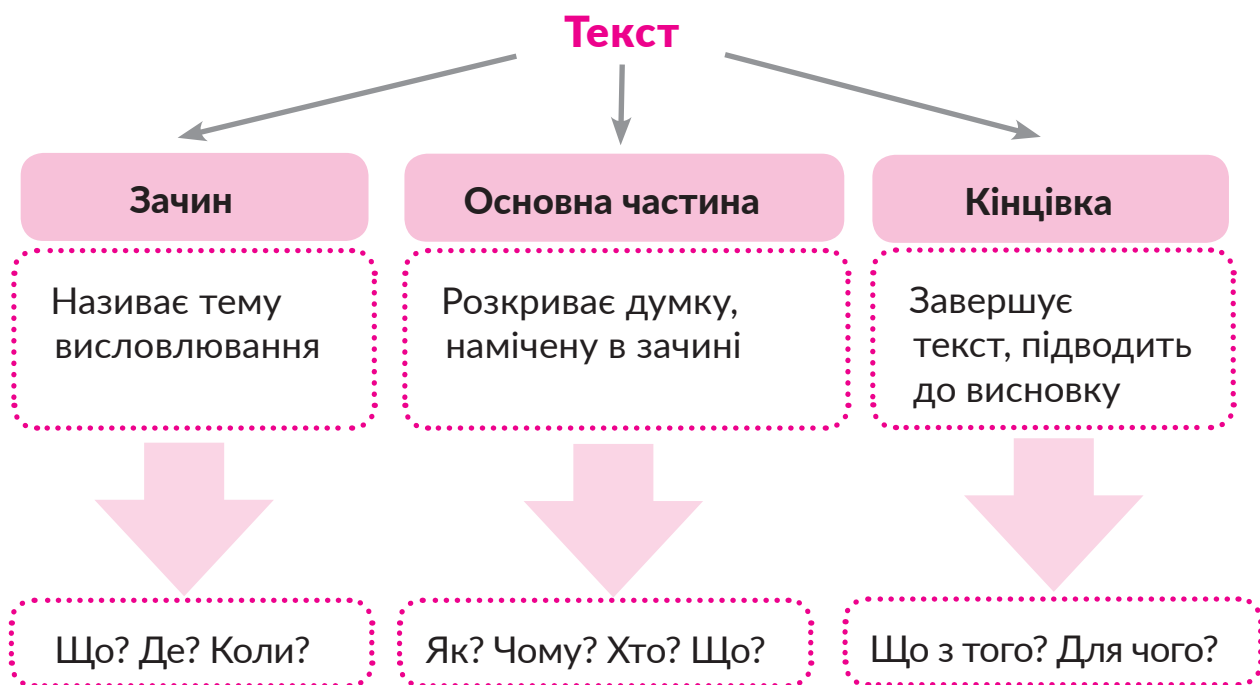 Текст
Зачин
Називає тему
висловлювання
Що? Де? Коли?
Основна частина
Розкриває думку,
намічену в зачині
Як? Чому? Хто? Що?
Кінцівка
Завершує
текст, підводить
до висновку
Що з того? Для чого?